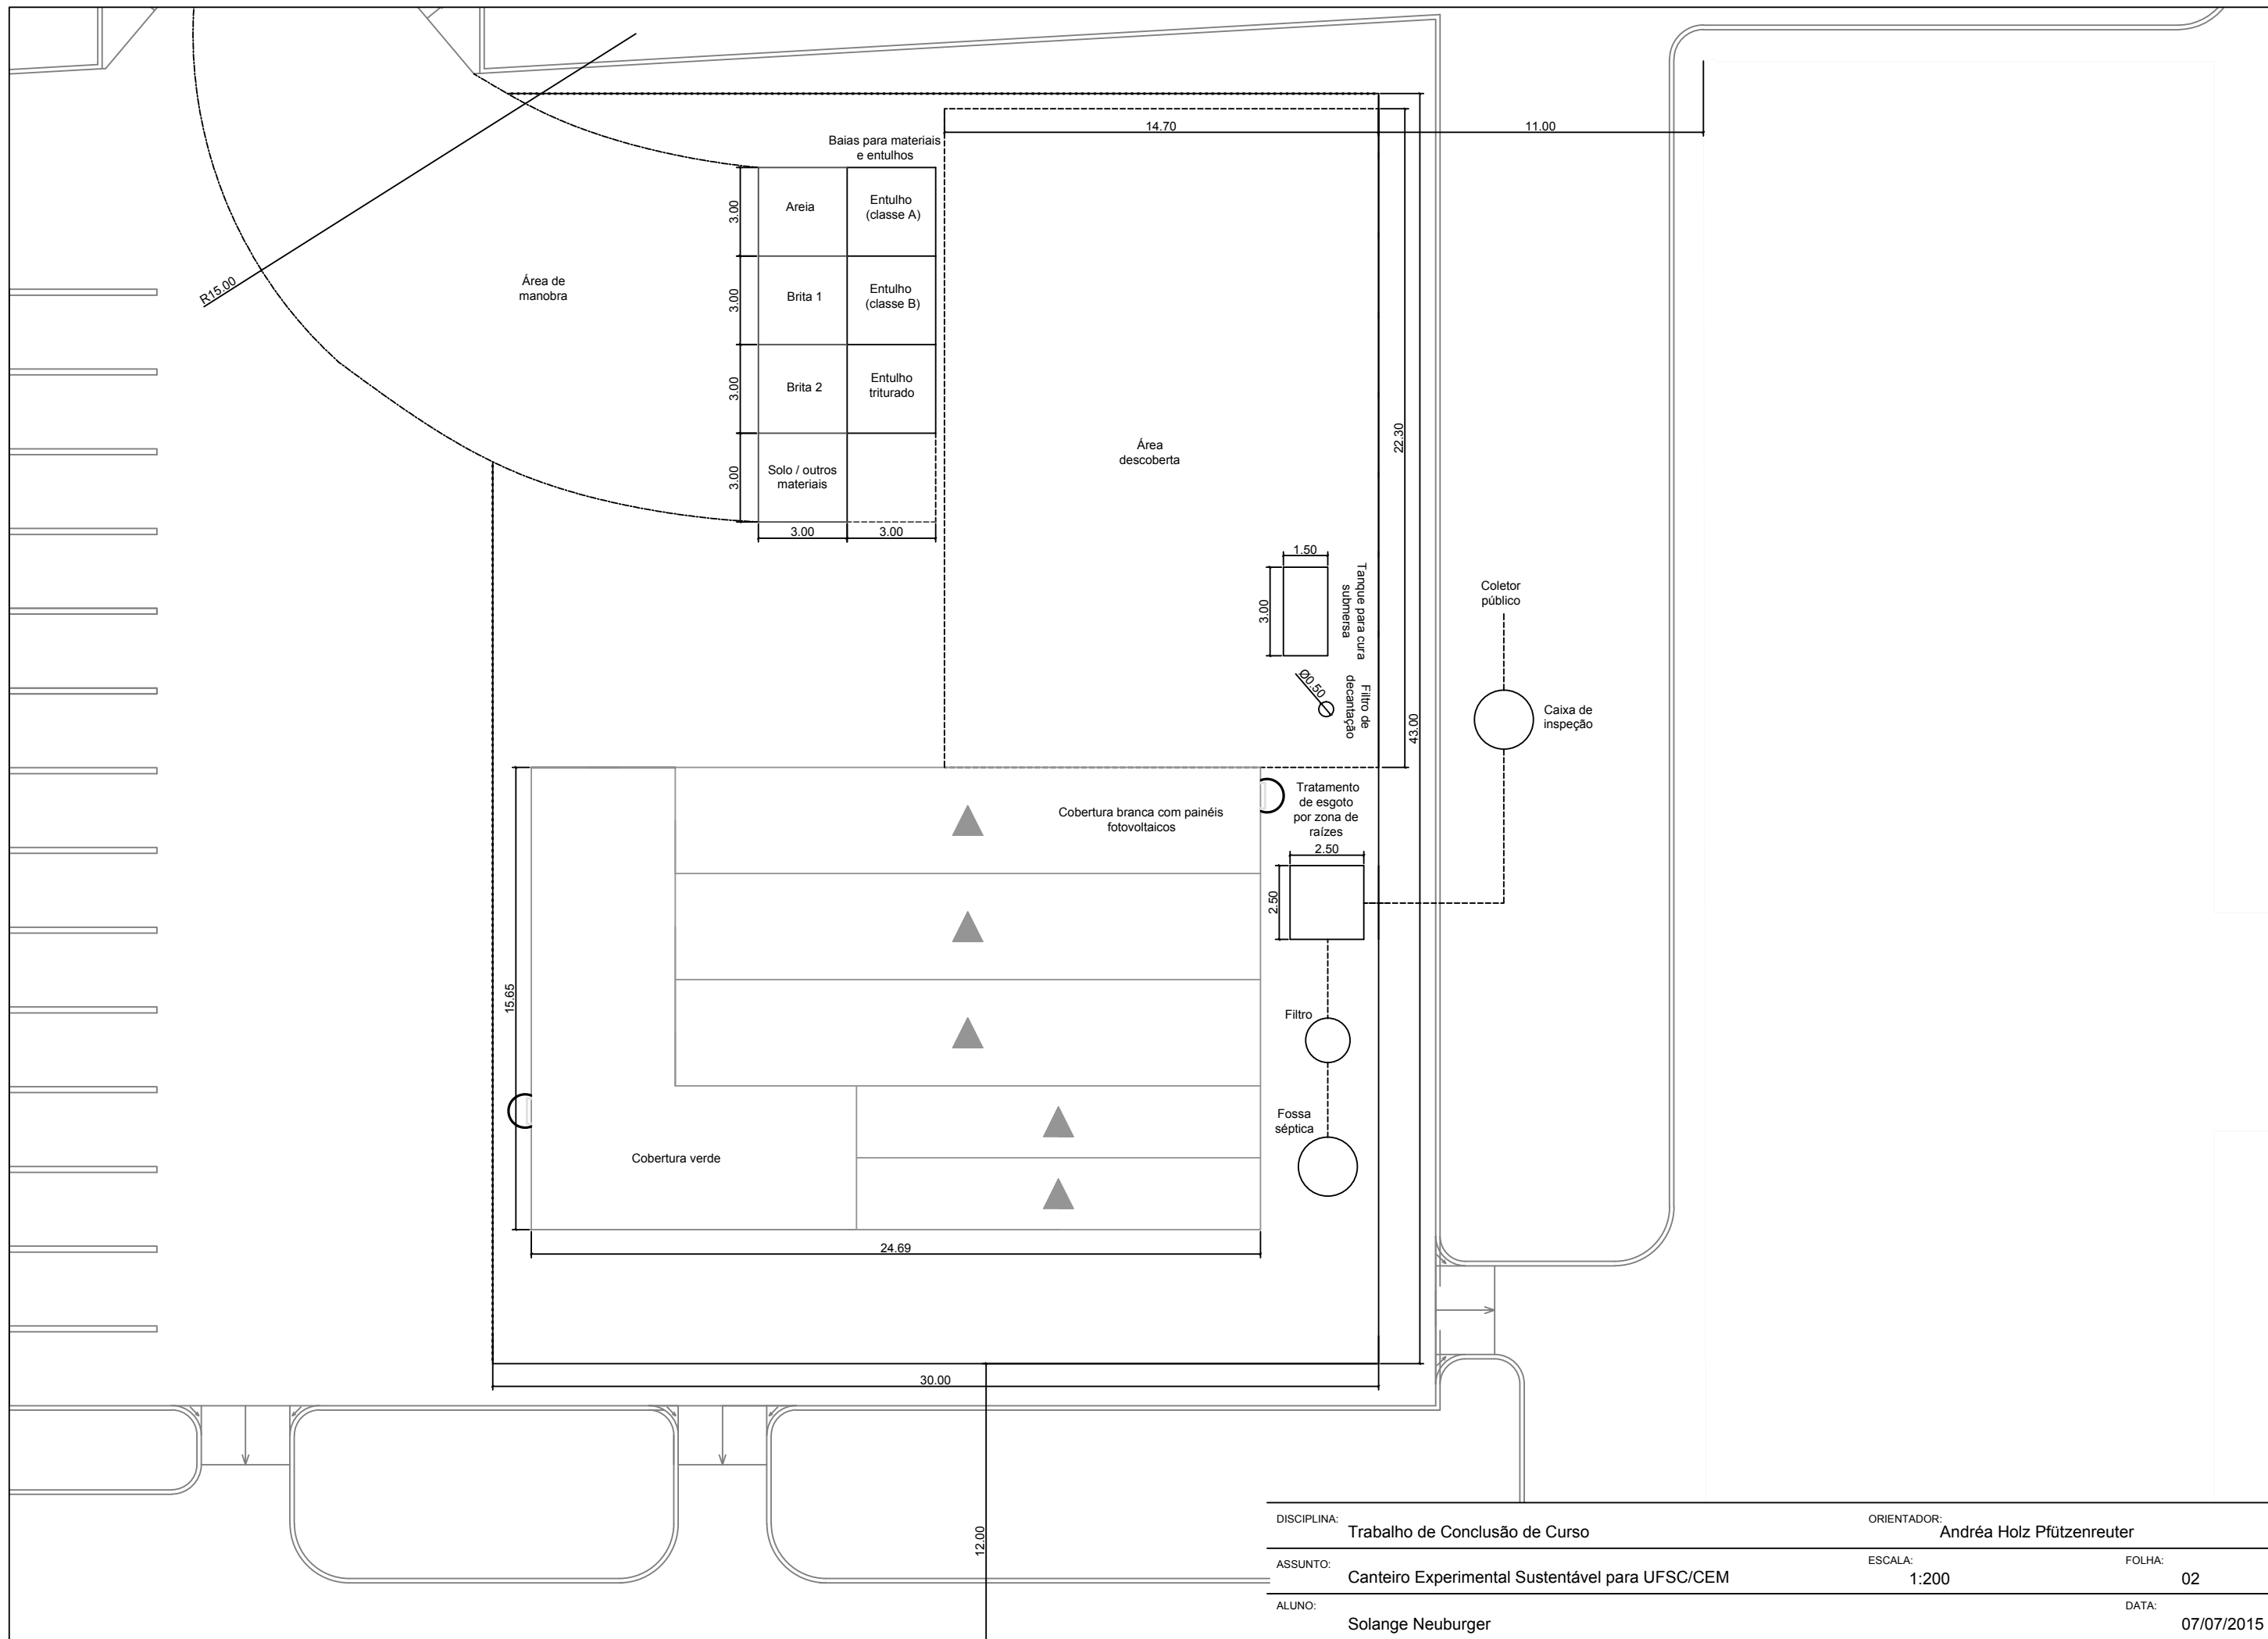 14.70
11.00
Baias para materiais
e entulhos
3.00
Areia
Entulho
(classe A)
R15.00
Área de
manobra
3.00
Brita 1
Entulho
(classe B)
3.00
Brita 2
Entulho
triturado
22.30
Área
descoberta
3.00
Solo / outros
materiais
3.00
3.00
1.50
3.00
Tanque para cura
submersa
Coletor
público
Ø0.50
Filtro de
decantação
43.00
Caixa de
inspeção
Tratamento
de esgoto
por zona de
raízes
Cobertura branca com painéis
fotovoltaicos
2.50
2.50
15.65
Filtro
Fossa
séptica
Cobertura verde
24.69
30.00
12.00
DISCIPLINA:
Trabalho de Conclusão de Curso
ORIENTADOR:
Andréa Holz Pfützenreuter
ASSUNTO:
Canteiro Experimental Sustentável para UFSC/CEM
ESCALA:
1:200
FOLHA:
02
ALUNO:
Solange Neuburger
DATA:
07/07/2015